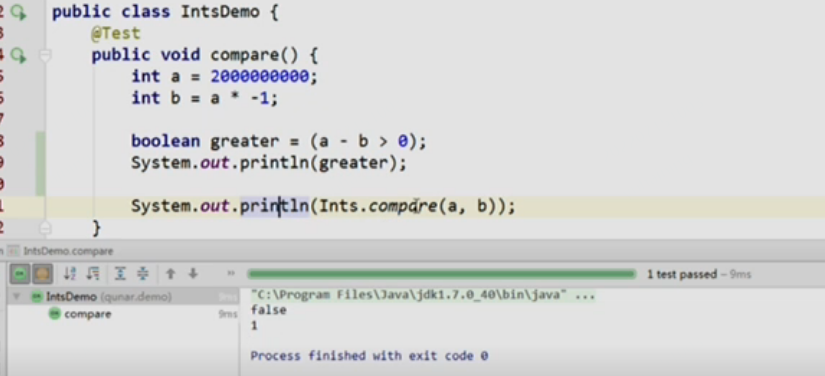 public class IntsDemo {
@Test
public void compare() {
int a = 2000000000;
int b = a * -1;
boolean greater = (a - b > 0);
System.out.println(greater);
System.out.println(Ints.compare(a, b));
}
IntsDemo.compare
1 test passed – 9ms
IntsDemo (qunar.demo) 9ms
compare 9ms
"C:\Program Files\Java\jdk1.7.0_40\bin\java" ...
false
1
Process finished with exit code 0